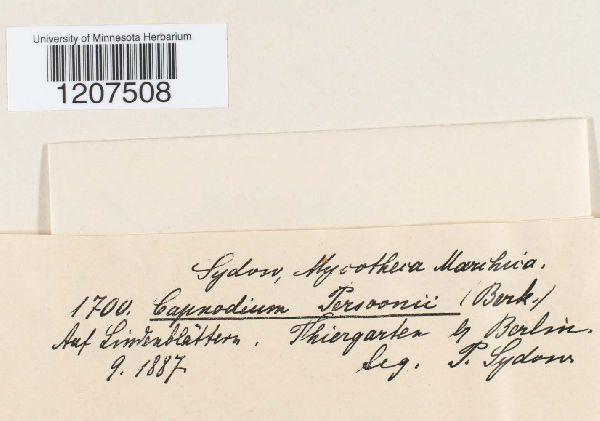 University of Minnesota Herbarium
1207508
Sydow, Mycotheca Marchica.
1700. Capnodium Persoonii (Berk.)
Auf Lindenblättern. Thiergarten b. Berlin.
9. 1887. leg. P. Sydow